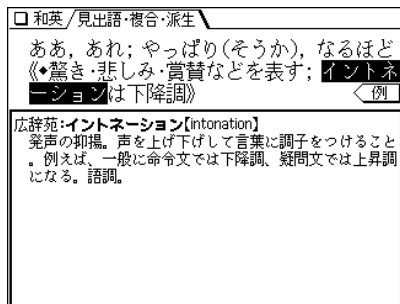 □ 和英/見出語・複合・派生
ああ, あれ; やっぱり(そうか), なるほど
《◆驚き・悲しみ・賞賛などを表す; イントネ
ーションは下降調》
例
広辞苑:イントネーション【intonation】
発声の抑揚。声を上げ下げして言葉に調子をつけること
。例えば、一般に命令文では下降調、疑問文では上昇調
になる。語調。